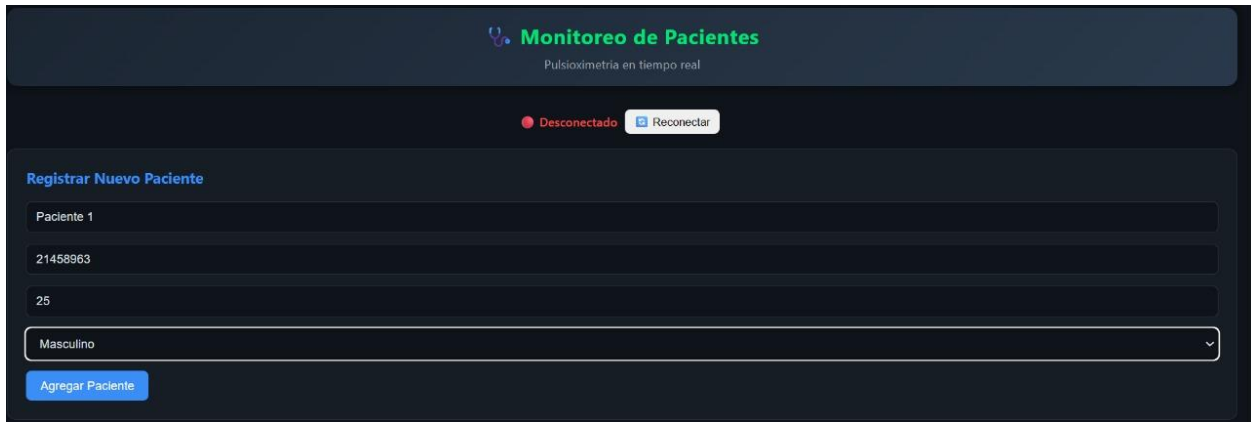 Monitoreo de Pacientes
Pulsioximetria en tiempo real
Desconectado Reconectar
Registrar Nuevo Paciente
Paciente 1
21458963
25
Masculino
Agregar Paciente